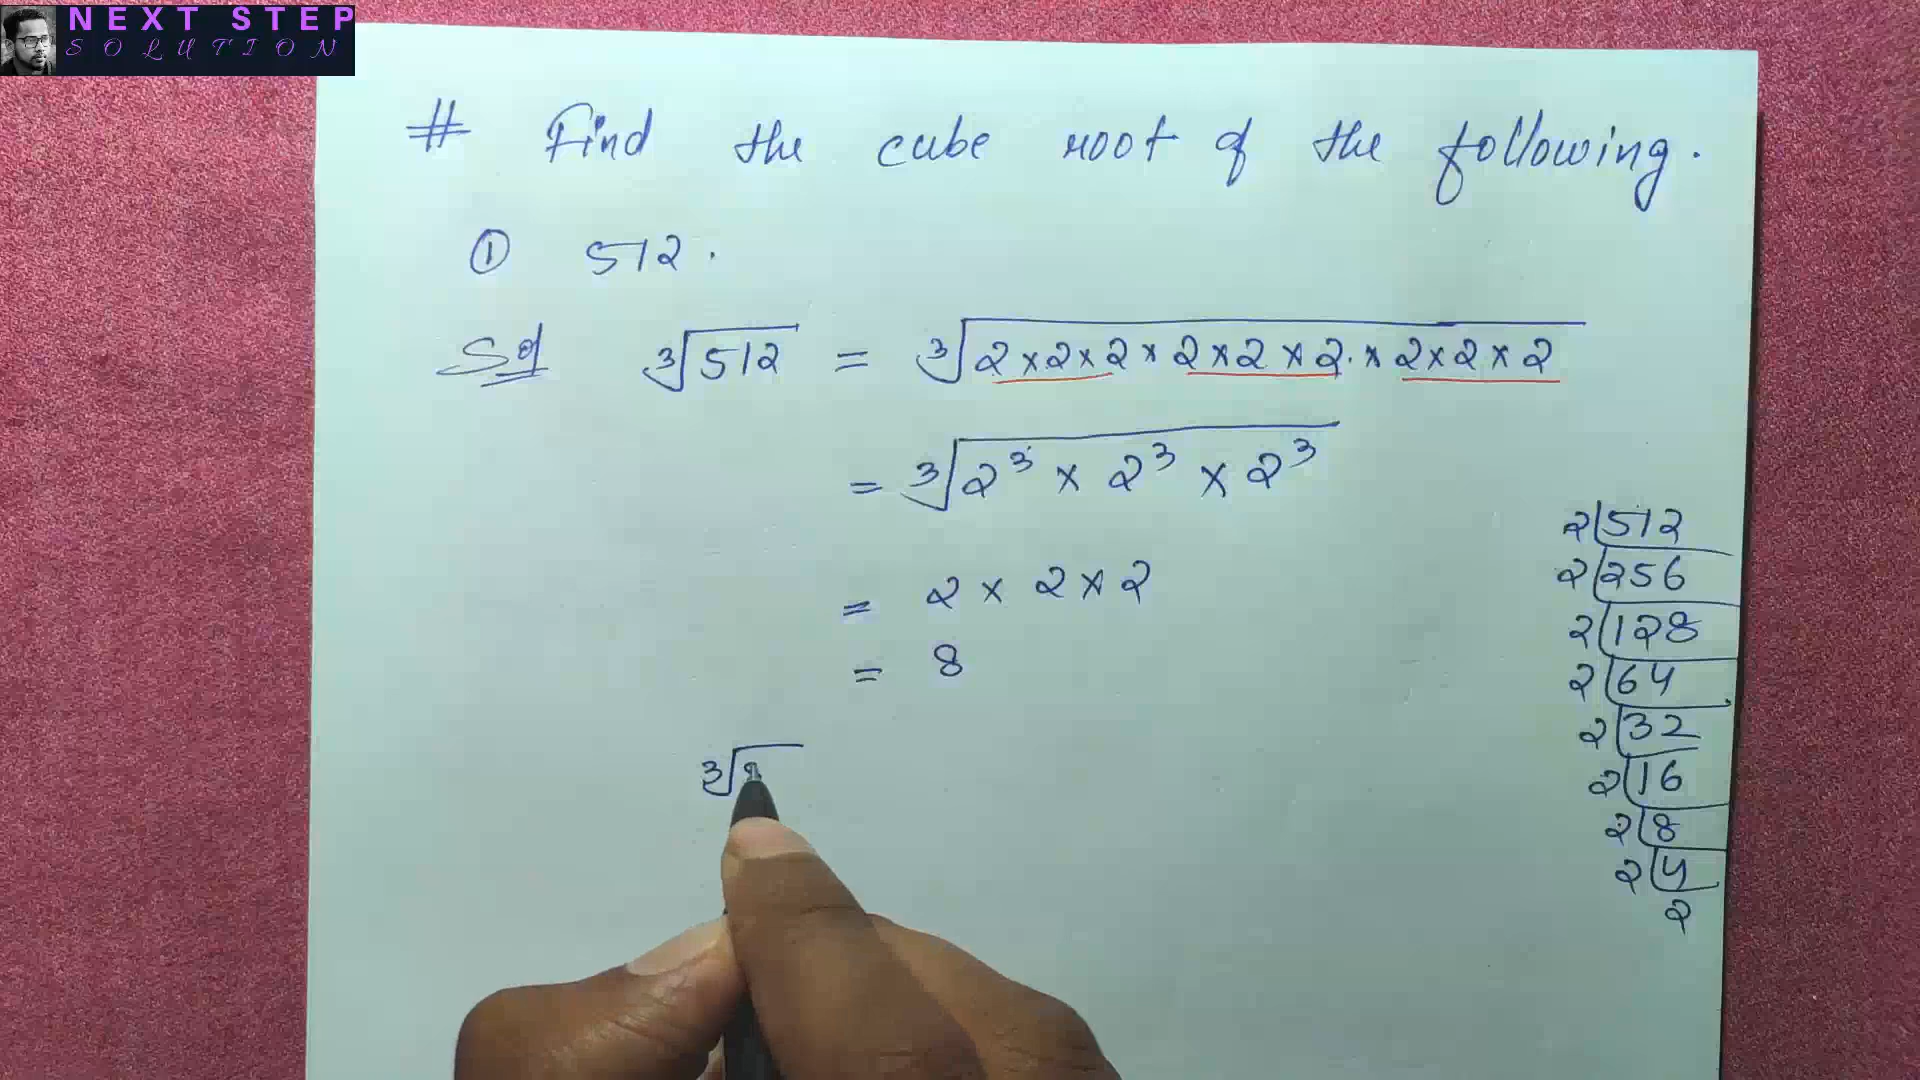 NEXT STEP
SOLUTION
# Find the cube root of the following.
① 512.
Sol ∛512 = ∛2×2×2×2×2×2.×2×2×2
= ∛2³ × 2³ × 2³
= 2 × 2 × 2
= 8
∛
2 512
2 256
2 128
2 64
2 32
2 16
2 8
2 4
2